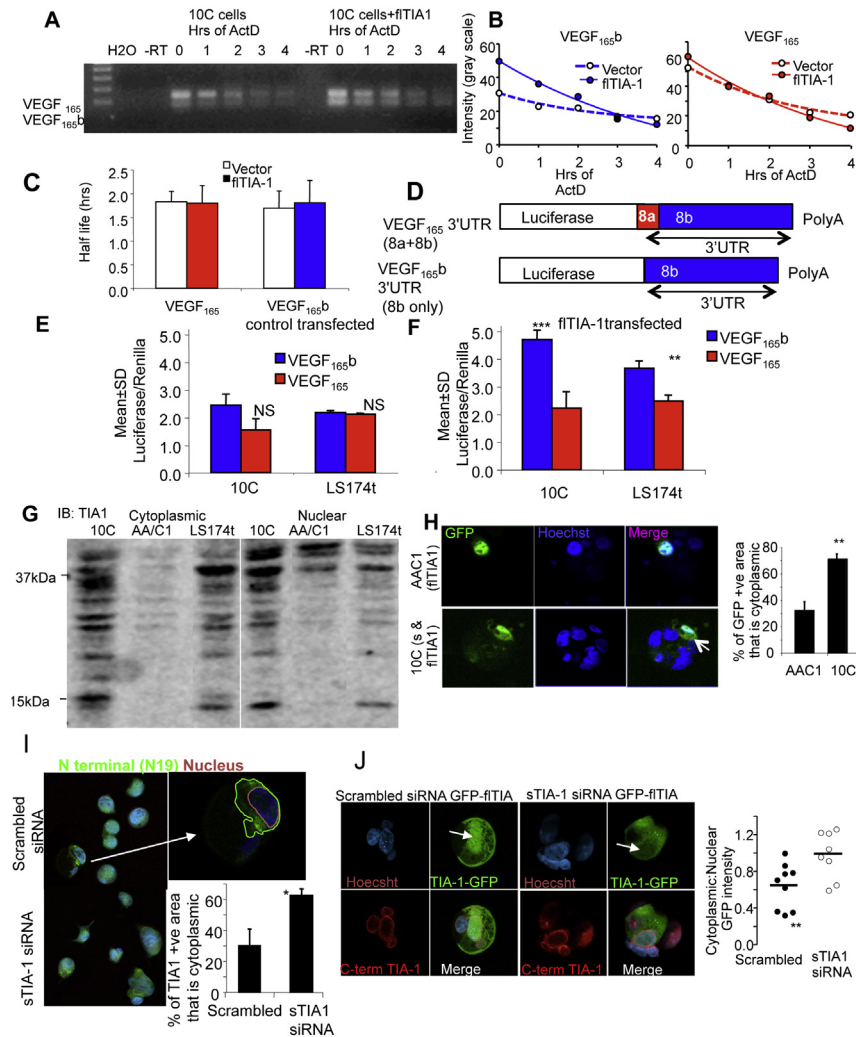 A
10C cells
Hrs of ActD
10C cells+flTIA1
Hrs of ActD
H2O -RT 0 1 2 3 4 -RT 0 1 2 3 4
VEGF165
VEGF165b
B
VEGF165b
VEGF165
Intensity (gray scale)
60
40
20
0
Vector
flTIA-1
0 1 2 3 4
Hrs of
ActD
60
40
20
0
Vector
flTIA-1
0 1 2 3 4
Hrs of ActD
C
Half life (hrs)
2.5
2.0
1.5
1.0
0.5
0.0
Vector
flTIA-1
VEGF165
VEGF165b
D
VEGF165 3'UTR
(8a+8b)
Luciferase
8a
8b
PolyA
3'UTR
VEGF165b
3'UTR
(8b only)
Luciferase
8b
PolyA
3'UTR
E
control transfected
Mean±SD
Luciferase/Renilla
5.0
4.0
3.0
2.0
1.0
0.0
VEGF165b
VEGF165
NS
NS
10C
LS174t
F
flTIA-1transfected
Mean±SD
Luciferase/Renilla
5.0
4.0
3.0
2.0
1.0
0.0
***
**
VEGF165b
VEGF165
10C
LS174t
G
IB: TIA1
Cytoplasmic
Nuclear
10C AA/C1 LS174t 10C AA/C1 LS174t
37kDa
15kDa
H
GFP
Hoechst
Merge
AAC1
(flTIA1)
10C (s &
flTIA1)
% of GFP +ve area
that is cytoplasmic
80
60
40
20
0
**
AAC1
10C
I
N terminal (N19) Nucleus
Scrambled
siRNA
sTIA-1 siRNA
% of TIA1 +ve area
that is cytoplasmic
60
40
20
0
*
Scrambled
sTIA1
siRNA
J
Scrambled siRNA GFP-flTIA
sTIA-1 siRNA GFP-flTIA
Hoecsht
TIA-1-GFP
Hoecsht
TIA-1-GFP
C-term TIA-1
Merge
C-term TIA-1
Merge
Cytoplasmic:Nuclear
GFP intensity
1.2
0.8
0.4
0.0
**
Scrambled
sTIA1
siRNA